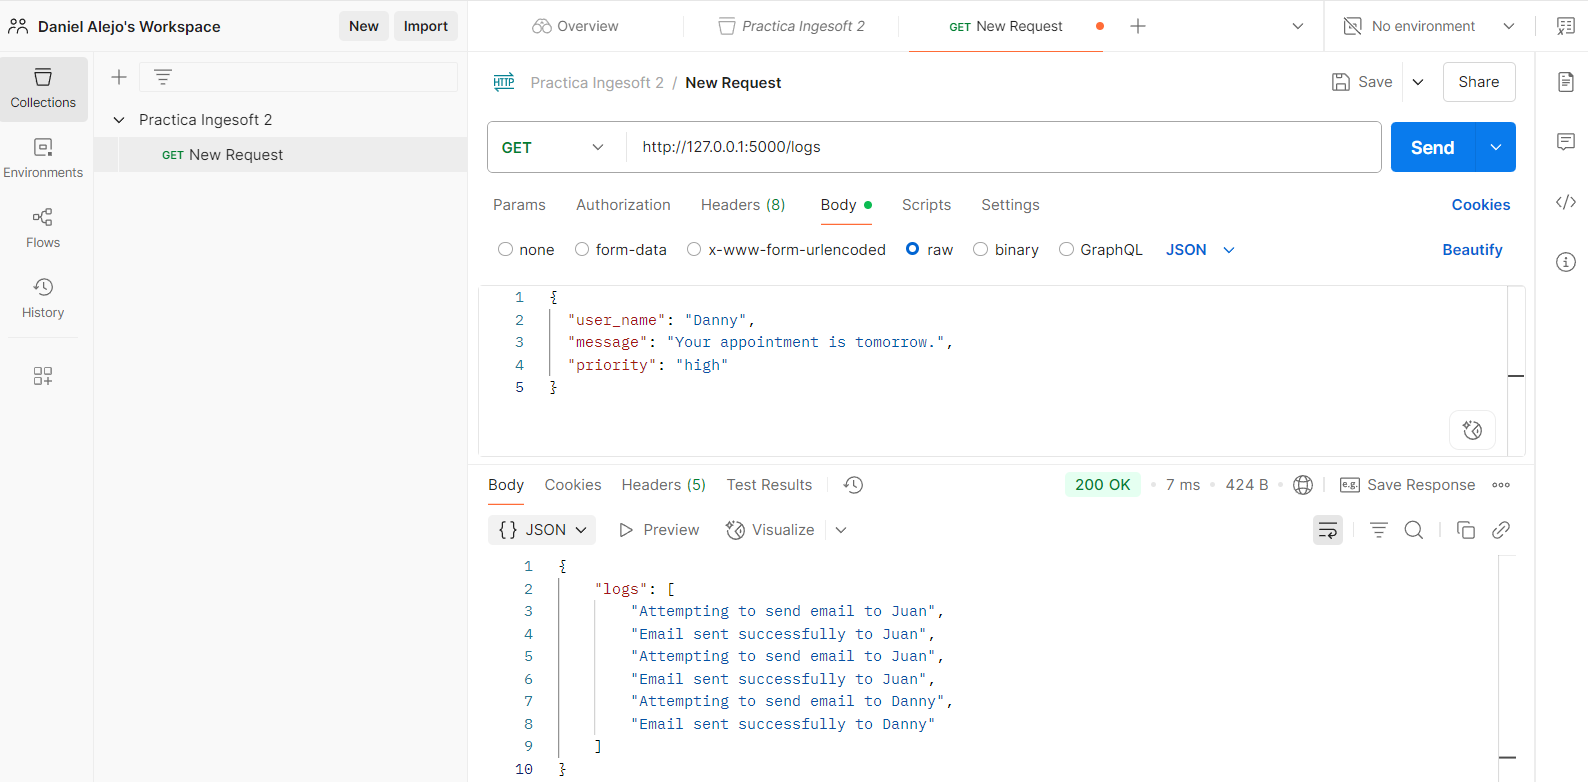 Daniel Alejo's Workspace
New
Import
Overview
Practica Ingesoft 2
GET New Request
No environment
Collections
Environments
Flows
History
Practica Ingesoft 2
GET New Request
HTTP Practica Ingesoft 2 / New Request
Save
Share
GET
http://127.0.0.1:5000/logs
Send
Params Authorization Headers (8) Body Scripts Settings
Cookies
none form-data x-www-form-urlencoded raw binary GraphQL JSON
Beautify
1 {
2 "user_name": "Danny",
3 "message": "Your appointment is tomorrow.",
4 "priority": "high"
5 }
Body Cookies Headers (5) Test Results
200 OK • 7 ms • 424 B • e.g. Save Response
{} JSON Preview Visualize
1 {
2 "logs": [
3 "Attempting to send email to Juan",
4 "Email sent successfully to Juan",
5 "Attempting to send email to Juan",
6 "Email sent successfully to Juan",
7 "Attempting to send email to Danny",
8 "Email sent successfully to Danny"
9 ]
10 }